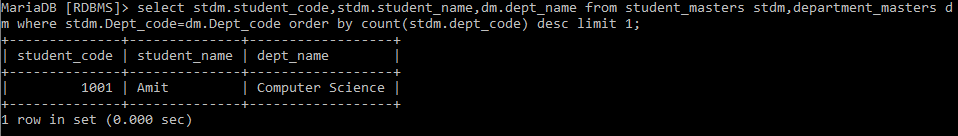 MariaDB [RDBMS]> select stdm.student_code,stdm.student_name,dm.dept_name from student_masters stdm,department_masters d
m where stdm.Dept_code=dm.Dept_code order by count(stdm.dept_code) desc limit 1;
+--------------+--------------+------------------+
| student_code | student_name | dept_name        |
+--------------+--------------+------------------+
|         1001 | Amit         | Computer Science |
+--------------+--------------+------------------+
1 row in set (0.000 sec)